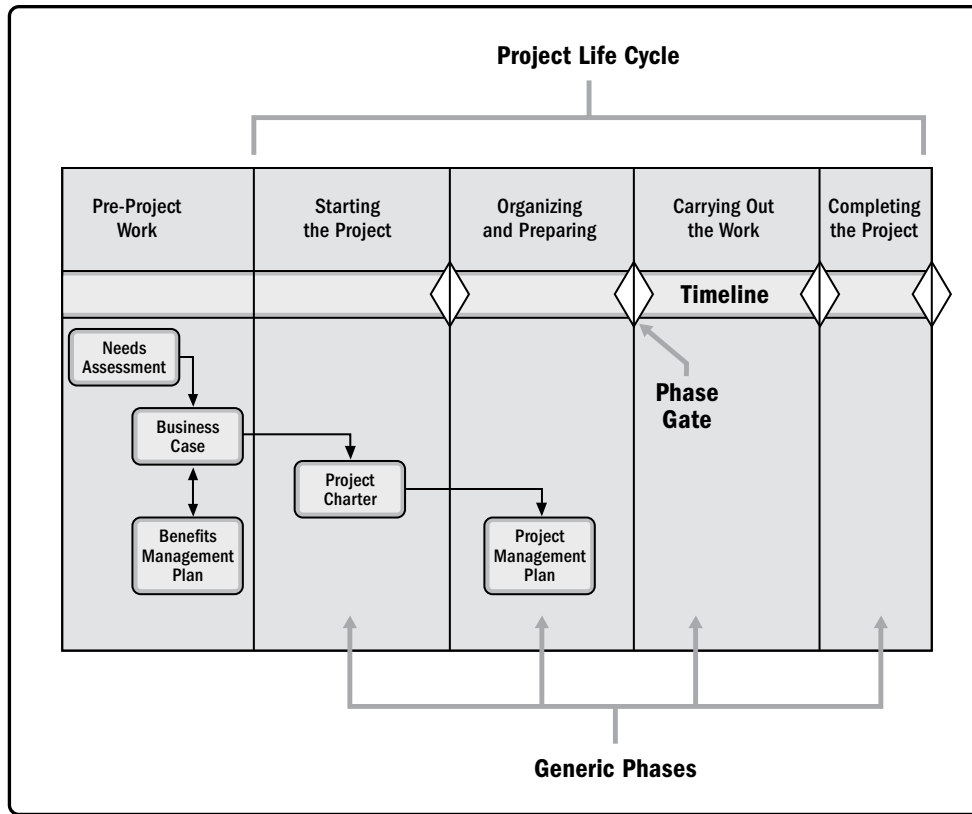 Project Life Cycle
Pre-Project
Work
Starting
the Project
Organizing
and Preparing
Carrying Out
the Work
Completing
the Project
Timeline
Needs
Assessment
Business
Case
Benefits
Management
Plan
Project
Charter
Project
Management
Plan
Phase
Gate
Generic Phases